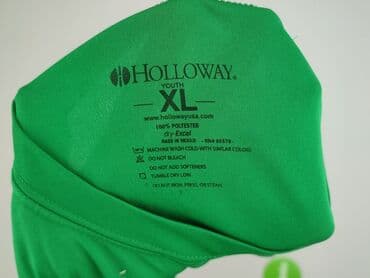 HOLLOWAY®
YOUTH
XL
www.hollowayusa.com
100% POLYESTER
dry-Excel
MADE IN MEXICO
MACHINE WASH COLD WITH SIMILAR COLORS
DO NOT BLEACH
DO NOT ADD SOFTENERS
TUMBLE DRY LOW
DO NOT IRON, PRESS, OR STEAM